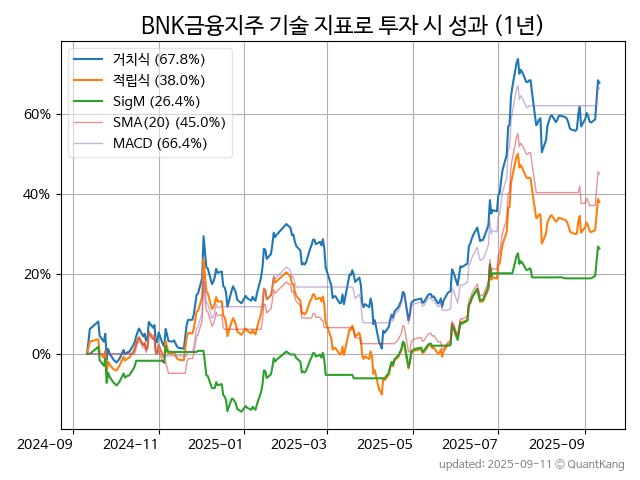 BNK금융지주 기술 지표로 투자 시 성과 (1년)
거치식 (67.8%)
적립식 (38.0%)
SigM (26.4%)
SMA(20) (45.0%)
MACD (66.4%)
60%
40%
20%
0%
2024-09 2024-11 2025-01 2025-03 2025-05 2025-07 2025-09
updated: 2025-09-11 © QuantKang